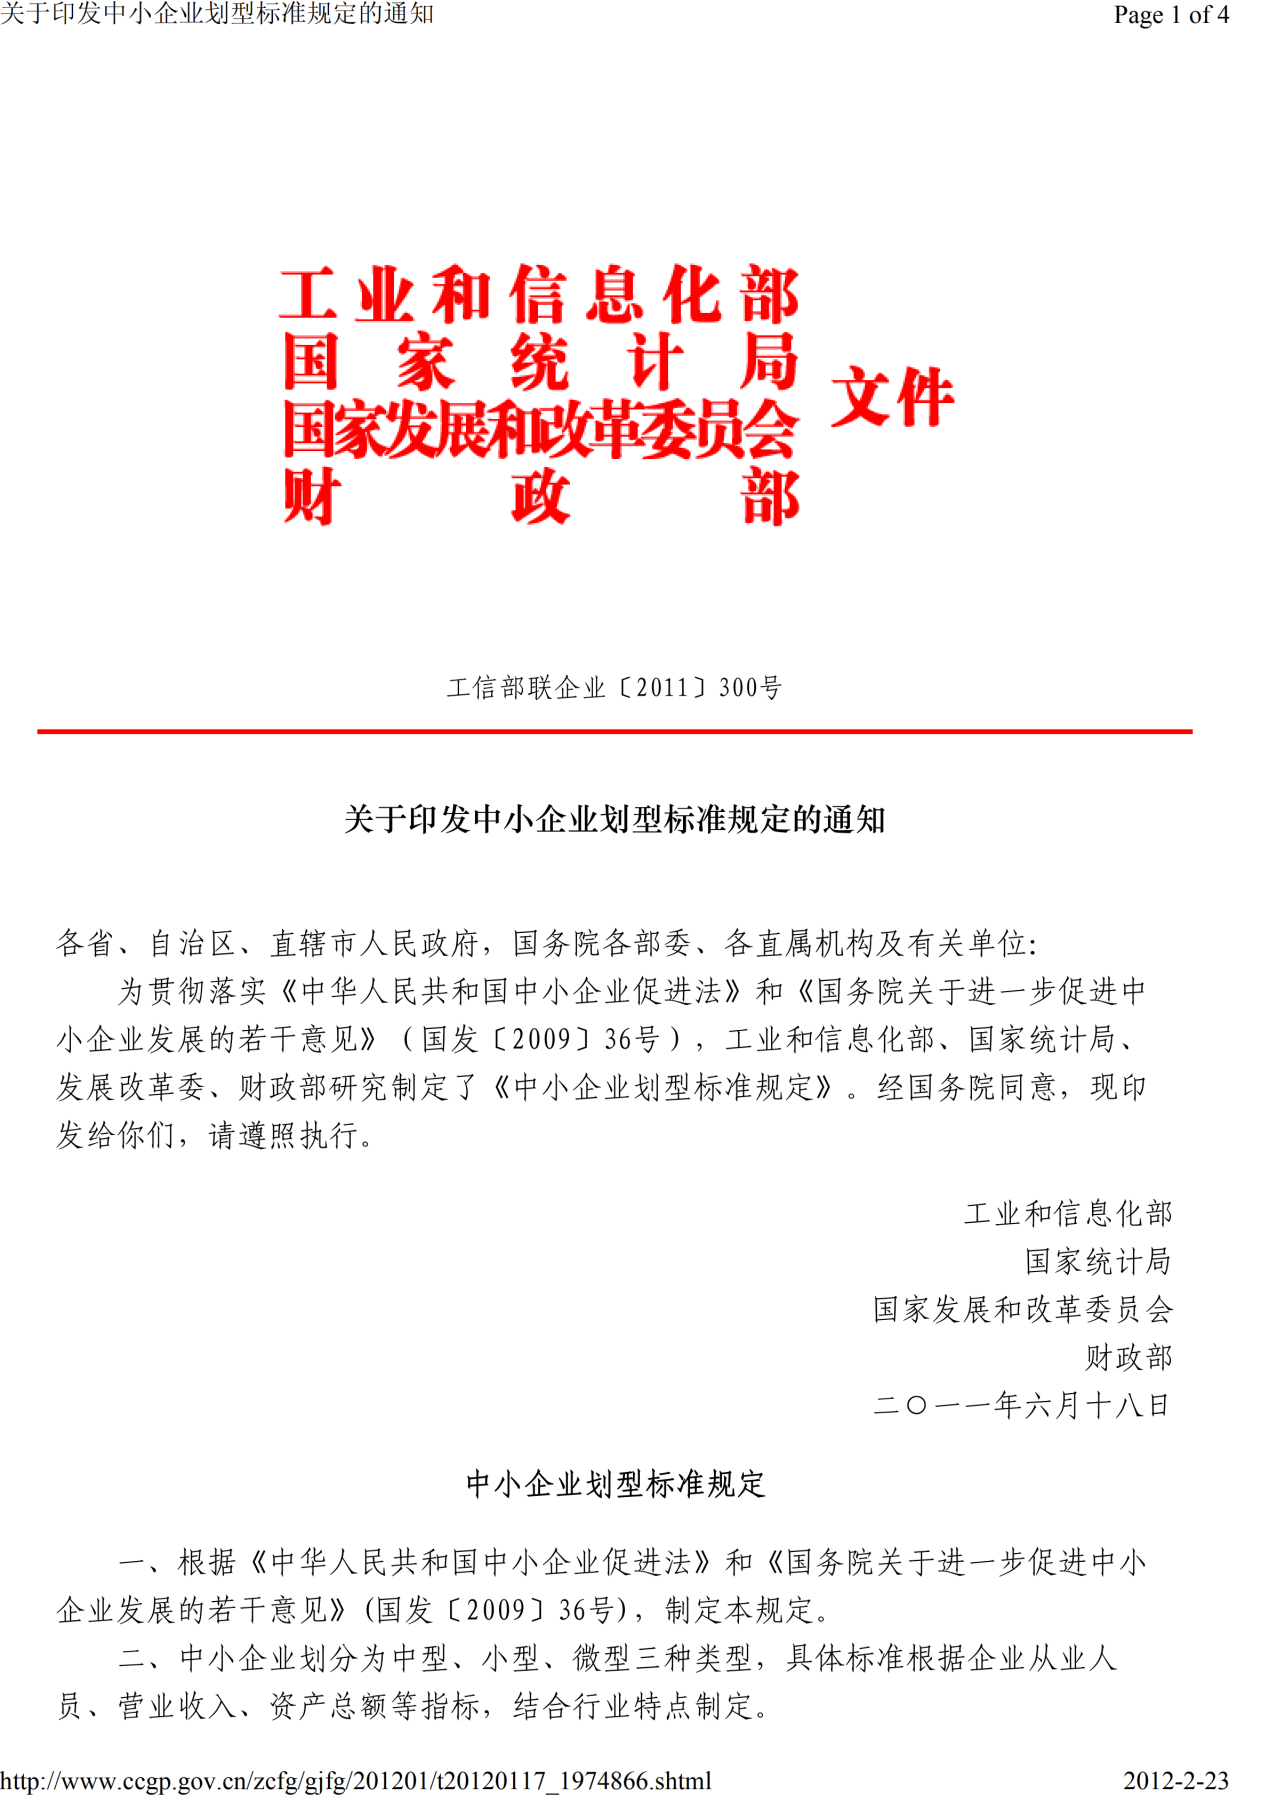 关于印发中小企业划型标准规定的通知 Page 1 of 4
工业和信息化部
国家统计局
国家发展和改革委员会
财政部
文件
工信部联企业〔2011〕300号
关于印发中小企业划型标准规定的通知
各省、自治区、直辖市人民政府，国务院各部委、各直属机构及有关单位：
为贯彻落实《中华人民共和国中小企业促进法》和《国务院关于进一步促进中
小企业发展的若干意见》（国发〔2009〕36号），工业和信息化部、国家统计局、
发展改革委、财政部研究制定了《中小企业划型标准规定》。经国务院同意，现印
发给你们，请遵照执行。
工业和信息化部
国家统计局
国家发展和改革委员会
财政部
二○一一年六月十八日
中小企业划型标准规定
一、根据《中华人民共和国中小企业促进法》和《国务院关于进一步促进中小
企业发展的若干意见》(国发〔2009〕36号)，制定本规定。
二、中小企业划分为中型、小型、微型三种类型，具体标准根据企业从业人
员、营业收入、资产总额等指标，结合行业特点制定。
http://www.ccgp.gov.cn/zcfg/gjfg/201201/t20120117_1974866.shtml 2012-2-23